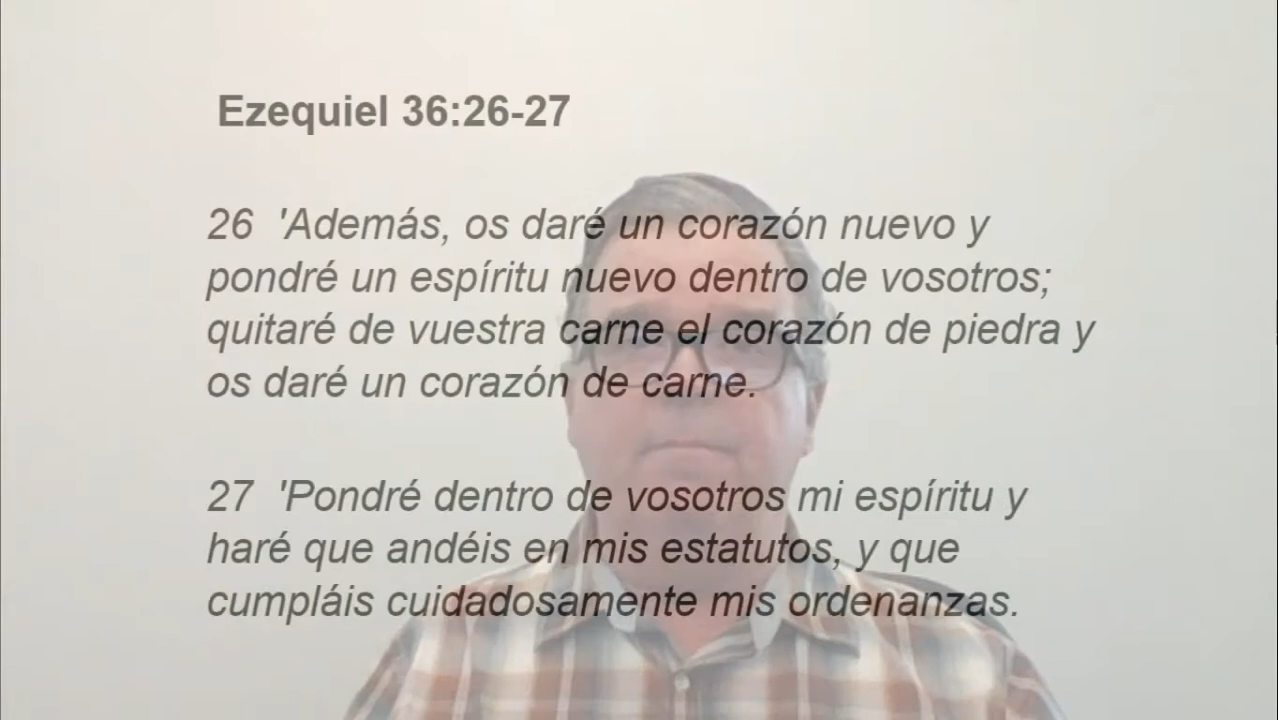 Ezequiel 36:26-27
26 'Además, os daré un corazón nuevo y
pondré un espíritu nuevo dentro de vosotros;
quitaré de vuestra carne el corazón de piedra y
os daré un corazón de carne.
27 'Pondré dentro de vosotros mi espíritu y
haré que andéis en mis estatutos, y que
cumpláis cuidadosamente mis ordenanzas.